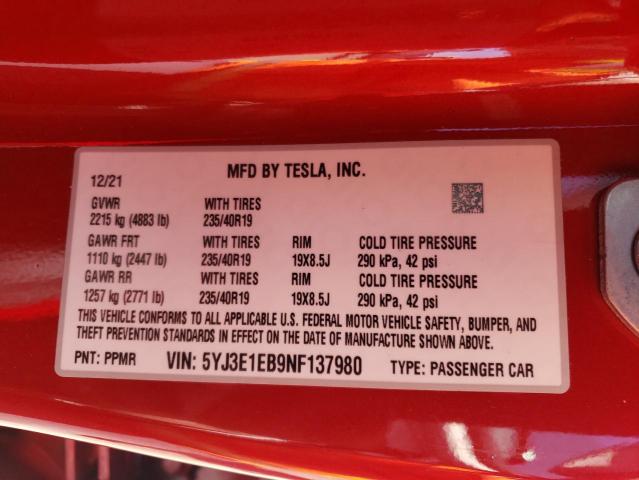 MFD BY TESLA, INC.
12/21
GVWR WITH TIRES
2215 kg (4883 lb) 235/40R19
GAWR FRT WITH TIRES RIM COLD TIRE PRESSURE
1110 kg (2447 lb) 235/40R19 19X8.5J 290 kPa, 42 psi
GAWR RR WITH TIRES RIM COLD TIRE PRESSURE
1257 kg (2771 lb) 235/40R19 19X8.5J 290 kPa, 42 psi
THIS VEHICLE CONFORMS TO ALL APPLICABLE U.S. FEDERAL MOTOR VEHICLE SAFETY, BUMPER, AND
THEFT PREVENTION STANDARDS IN EFFECT ON THE DATE OF MANUFACTURE SHOWN ABOVE.
PNT: PPMR VIN: 5YJ3E1EB9NF137980 TYPE: PASSENGER CAR